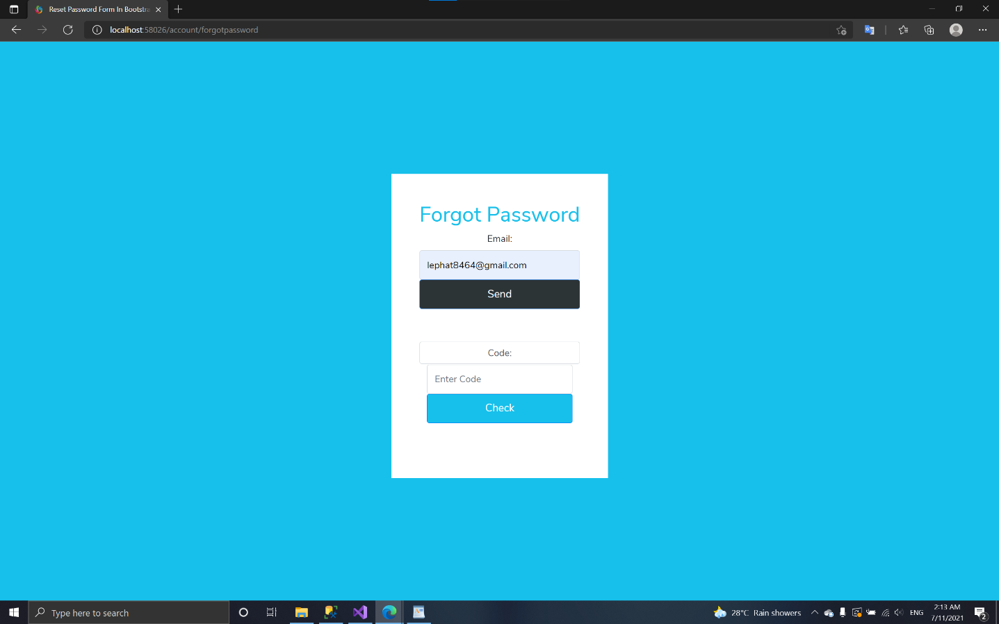 Reset Password Form In Bootstra
localhost:58026/account/forgotpassword
Forgot Password
Email:
lephat8464@gmail.com
Send
Code:
Enter Code
Check
Type here to search
28°C Rain showers
ENG
2:13 AM
7/11/2021
2